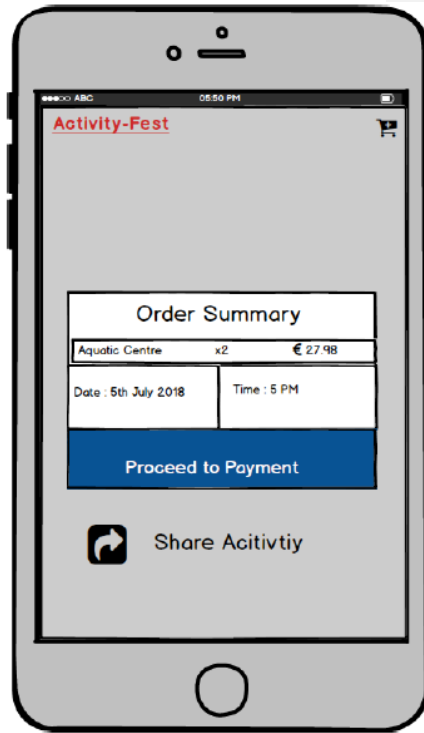 ABC 05:50 PM
Activity-Fest
Order Summary
Aquatic Centre x2 € 27.98
Date : 5th July 2018 Time : 5 PM
Proceed to Payment
Share Acitivtiy